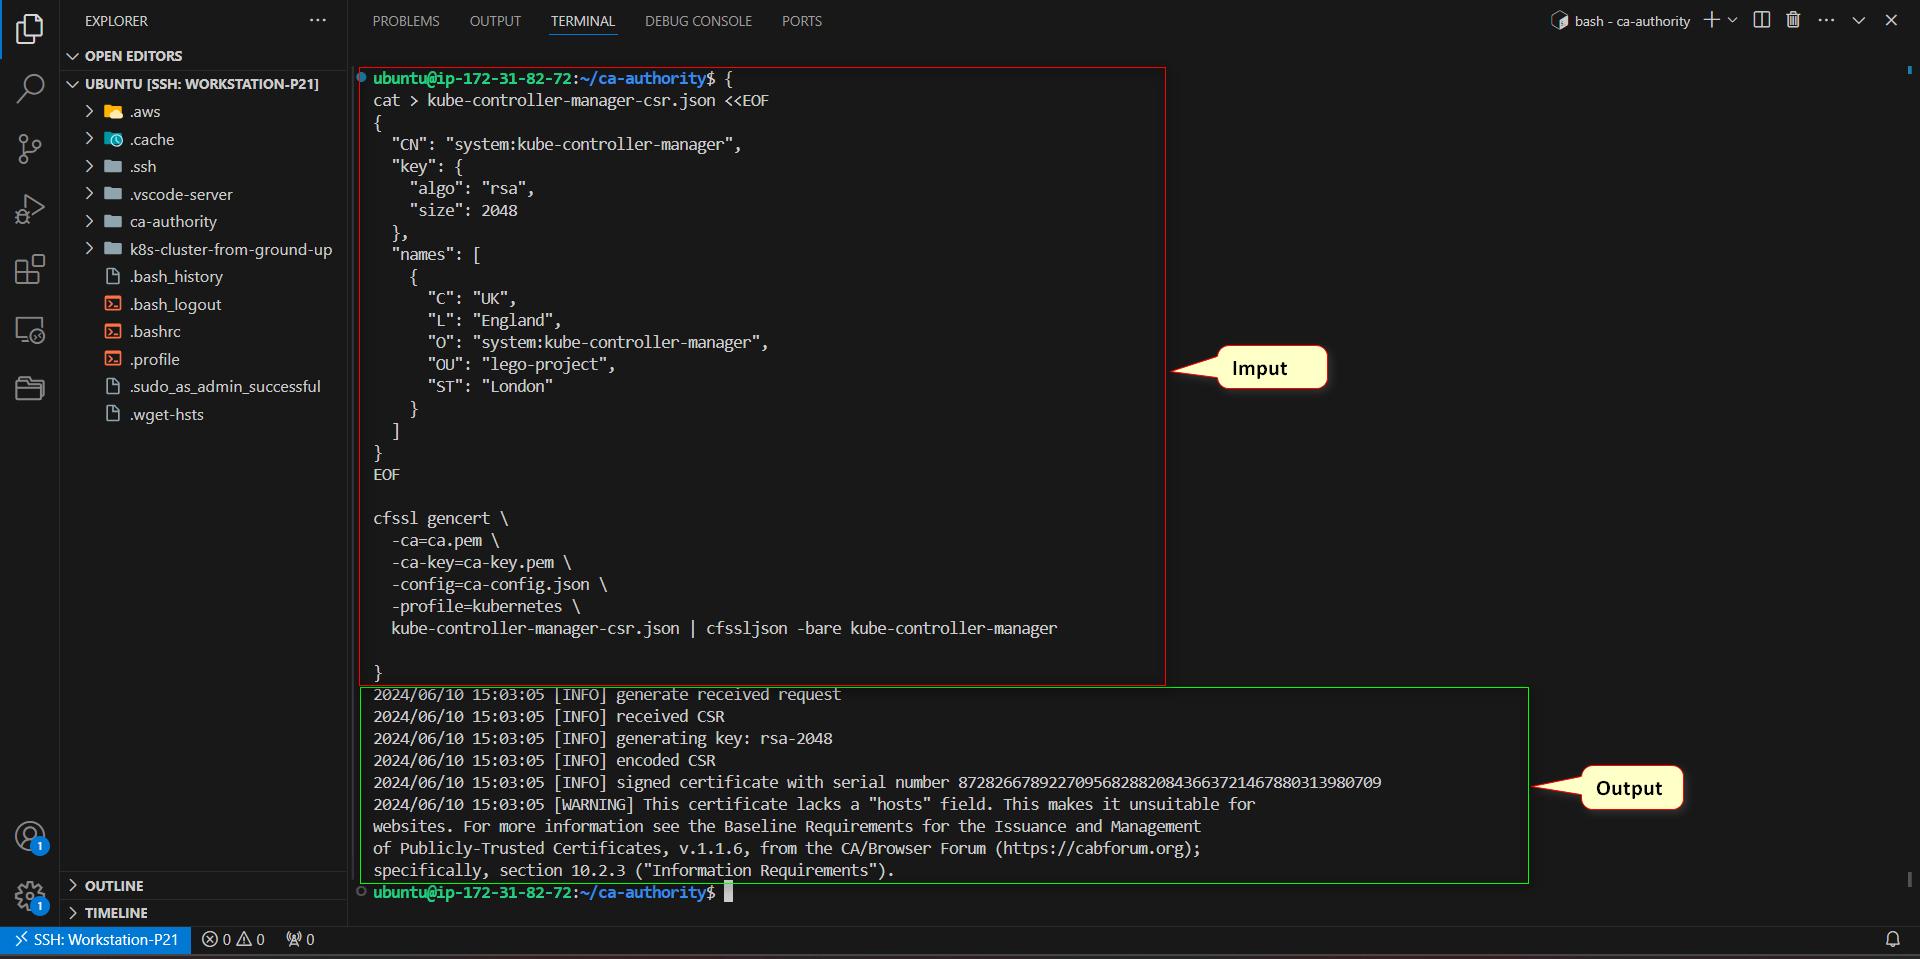 EXPLORER
OPEN EDITORS
UBUNTU [SSH: WORKSTATION-P21]
.aws
.cache
.ssh
.vscode-server
ca-authority
k8s-cluster-from-ground-up
.bash_history
.bash_logout
.bashrc
.profile
.sudo_as_admin_successful
.wget-hsts
OUTLINE
TIMELINE
PROBLEMS OUTPUT TERMINAL DEBUG CONSOLE PORTS
bash - ca-authority
ubuntu@ip-172-31-82-72:~/ca-authority$ {
cat > kube-controller-manager-csr.json <<EOF
{
  "CN": "system:kube-controller-manager",
  "key": {
    "algo": "rsa",
    "size": 2048
  },
  "names": [
    {
      "C": "UK",
      "L": "England",
      "O": "system:kube-controller-manager",
      "OU": "lego-project",
      "ST": "London"
    }
  ]
}
EOF
cfssl gencert \
  -ca=ca.pem \
  -ca-key=ca-key.pem \
  -config=ca-config.json \
  -profile=kubernetes \
  kube-controller-manager-csr.json | cfssljson -bare kube-controller-manager
}
Imput
2024/06/10 15:03:05 [INFO] generate received request
2024/06/10 15:03:05 [INFO] received CSR
2024/06/10 15:03:05 [INFO] generating key: rsa-2048
2024/06/10 15:03:05 [INFO] encoded CSR
2024/06/10 15:03:05 [INFO] signed certificate with serial number 87282667892270956828820843663721467880313980709
2024/06/10 15:03:05 [WARNING] This certificate lacks a "hosts" field. This makes it unsuitable for
websites. For more information see the Baseline Requirements for the Issuance and Management
of Publicly-Trusted Certificates, v.1.1.6, from the CA/Browser Forum (https://cabforum.org);
specifically, section 10.2.3 ("Information Requirements").
Output
ubuntu@ip-172-31-82-72:~/ca-authority$
1
1
SSH: Workstation-P21 0 0 0